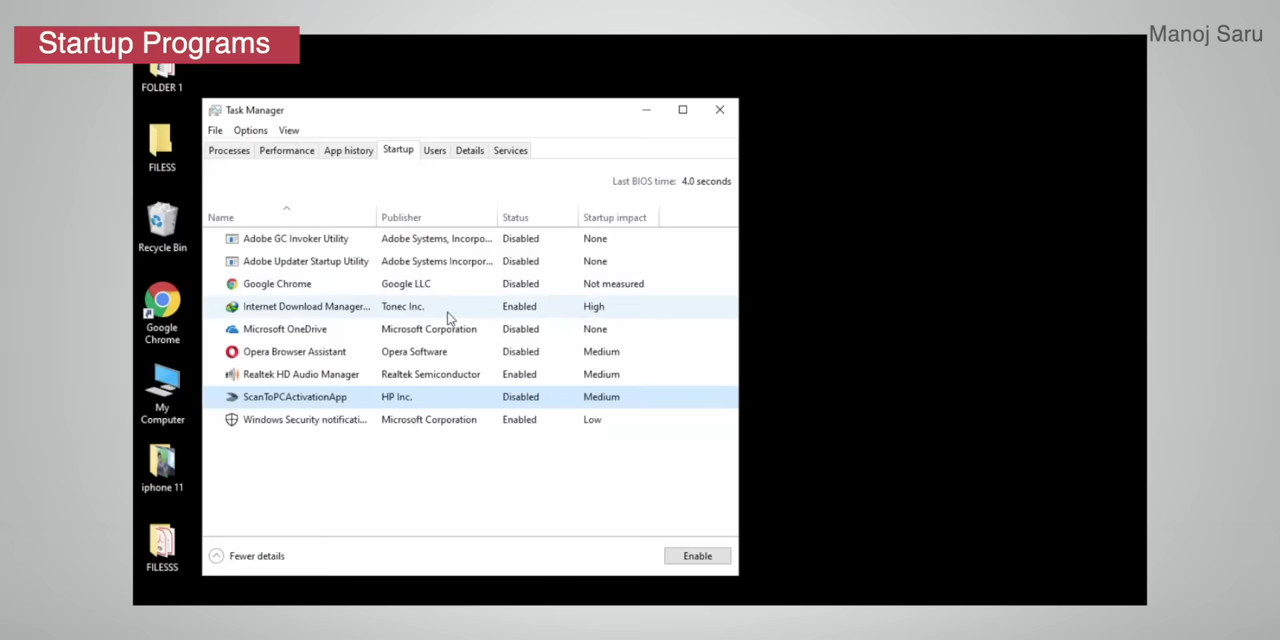 Startup Programs
Manoj Saru
FOLDER 1
FILESS
Recycle Bin
Google
Chrome
My
Computer
iphone 11
FILESSS
Task Manager
File Options View
Processes Performance App history Startup Users Details Services
Last BIOS time: 4.0 seconds
Name Publisher Status Startup impact
Adobe GC Invoker Utility Adobe Systems, Incorpo... Disabled None
Adobe Updater Startup Utility Adobe Systems Incorpor... Disabled None
Google Chrome Google LLC Disabled Not measured
Internet Download Manager... Tonec Inc. Enabled High
Microsoft OneDrive Microsoft Corporation Disabled None
Opera Browser Assistant Opera Software Disabled Medium
Realtek HD Audio Manager Realtek Semiconductor Enabled Medium
ScanToPCActivationApp HP Inc. Disabled Medium
Windows Security notificati... Microsoft Corporation Enabled Low
Fewer details Enable